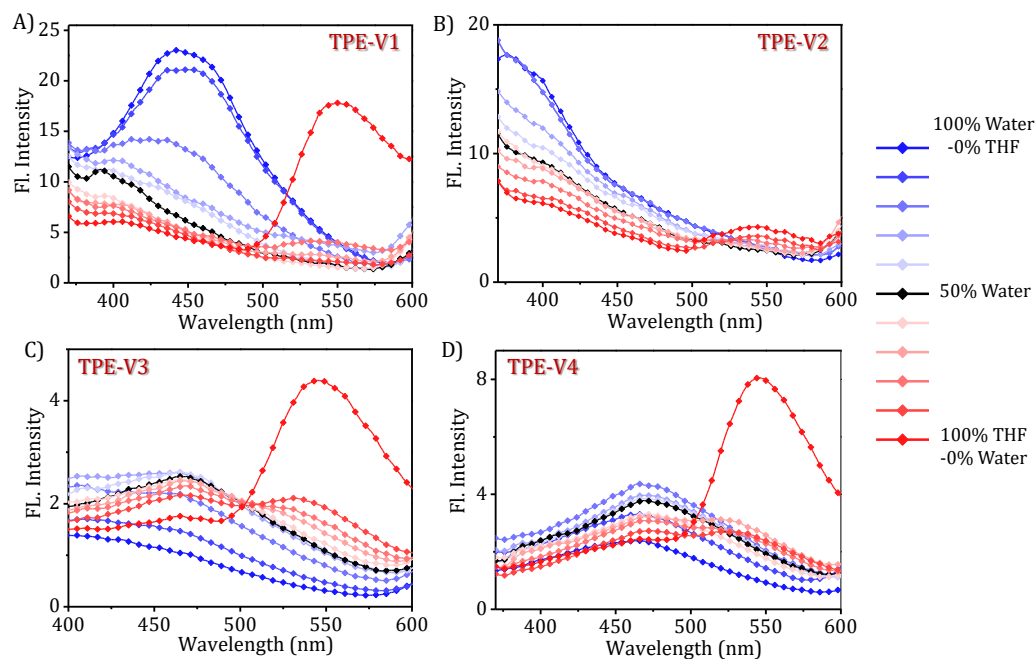 A)
TPE-V1
Fl. Intensity
25
20
15
10
5
0
400
450
500
550
600
Wavelength (nm)
B)
TPE-V2
FL. Intensity
20
10
0
400
450
500
550
600
Wavelength (nm)
C)
TPE-V3
FL. Intensity
4
2
0
400
450
500
550
600
Wavelength (nm)
D)
TPE-V4
Fl. Intensity
8
4
0
400
450
500
550
600
Wavelength (nm)
100% Water
-0% THF
50% Water
100% THF
-0% Water